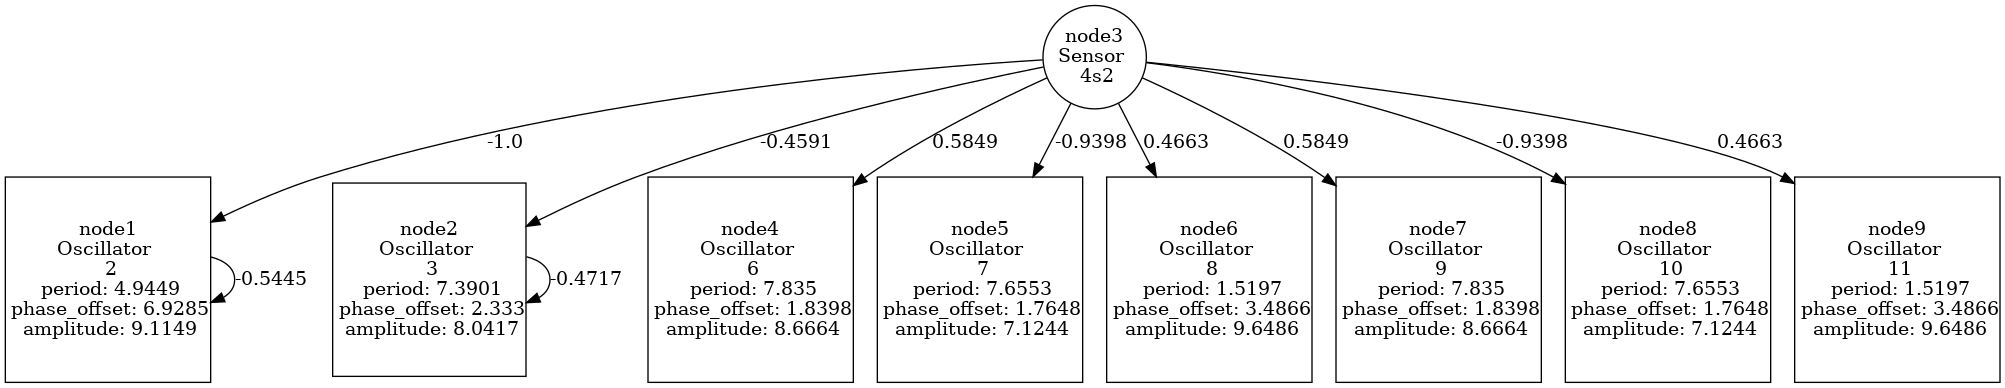 node3
Sensor
4s2
-1.0
-0.4591
0.5849
-0.9398
0.4663
0.5849
-0.9398
0.4663
node1
Oscillator
2
period: 4.9449
phase_offset: 6.9285
amplitude: 9.1149
-0.5445
node2
Oscillator
3
period: 7.3901
phase_offset: 2.333
amplitude: 8.0417
-0.4717
node4
Oscillator
6
period: 7.835
phase_offset: 1.8398
amplitude: 8.6664
node5
Oscillator
7
period: 7.6553
phase_offset: 1.7648
amplitude: 7.1244
node6
Oscillator
8
period: 1.5197
phase_offset: 3.4866
amplitude: 9.6486
node7
Oscillator
9
period: 7.835
phase_offset: 1.8398
amplitude: 8.6664
node8
Oscillator
10
period: 7.6553
phase_offset: 1.7648
amplitude: 7.1244
node9
Oscillator
11
period: 1.5197
phase_offset: 3.4866
amplitude: 9.6486